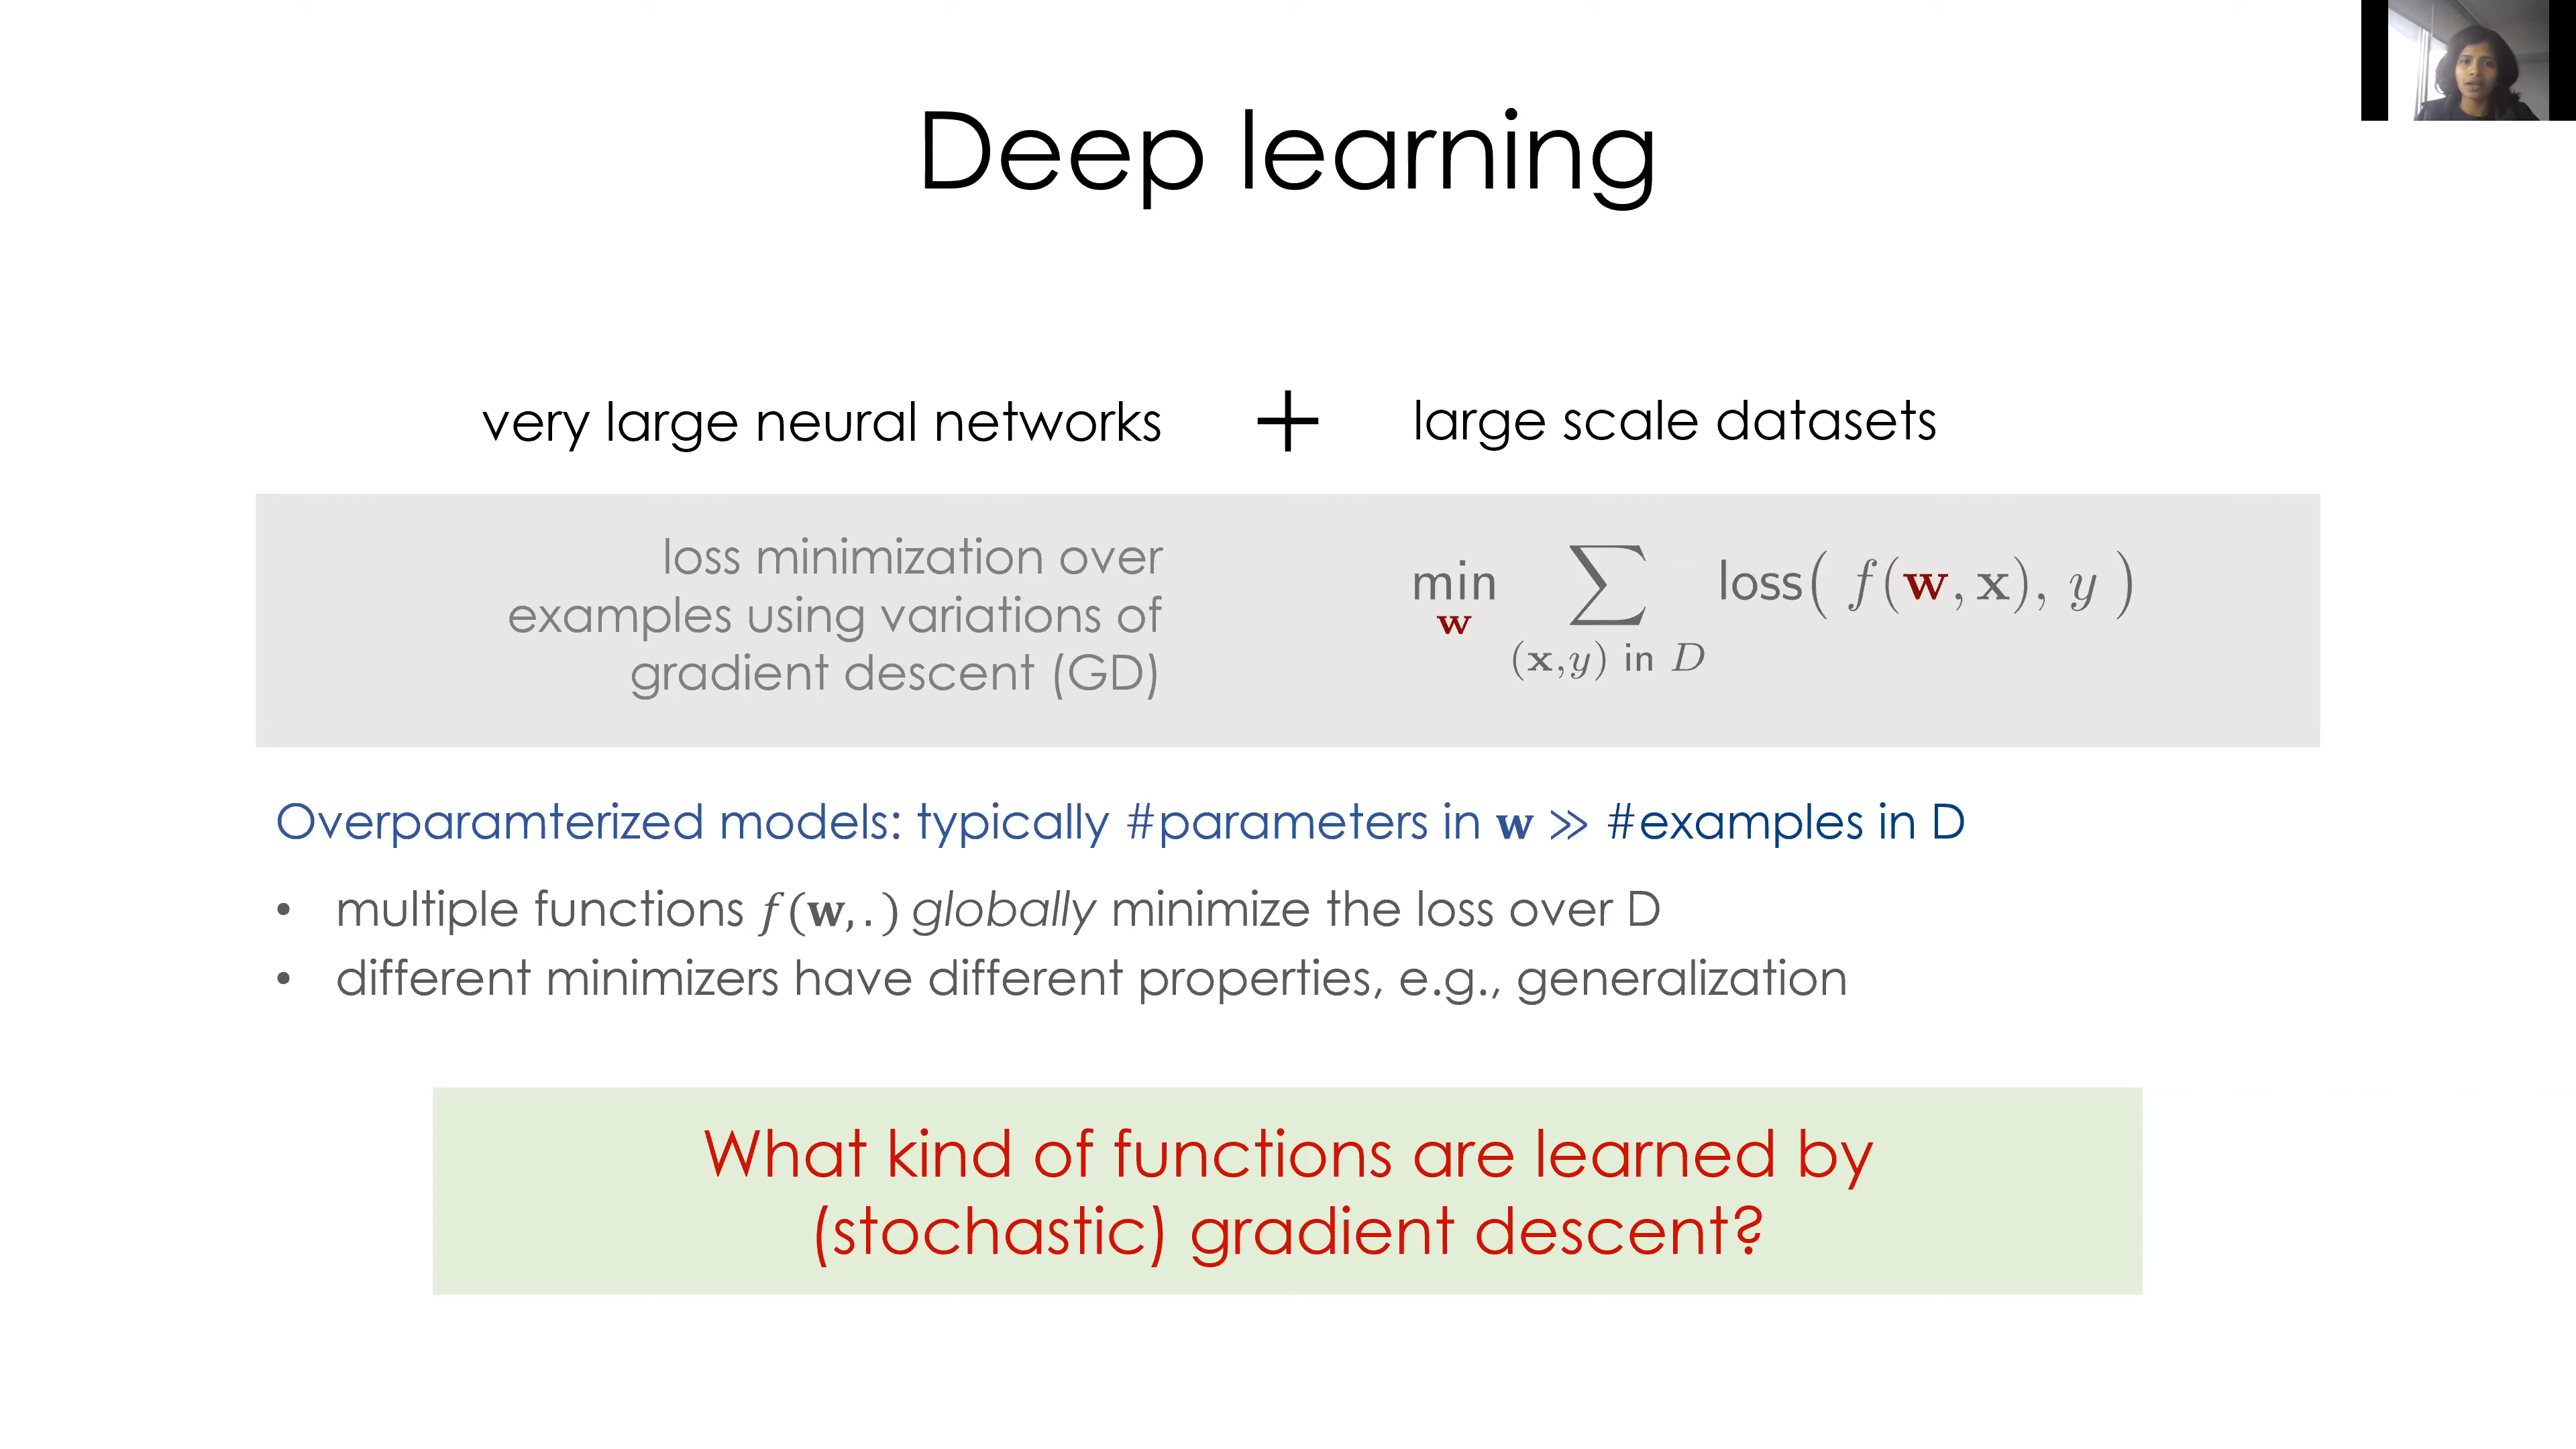 Deep learning
very large neural networks + large scale datasets
loss minimization over
examples using variations of
gradient descent (GD)
min ∑ loss( f(w, x), y )
w (x,y) in D
Overparamterized models: typically #parameters in w ≫ #examples in D
• multiple functions f(w, .) globally minimize the loss over D
• different minimizers have different properties, e.g., generalization
What kind of functions are learned by
(stochastic) gradient descent?